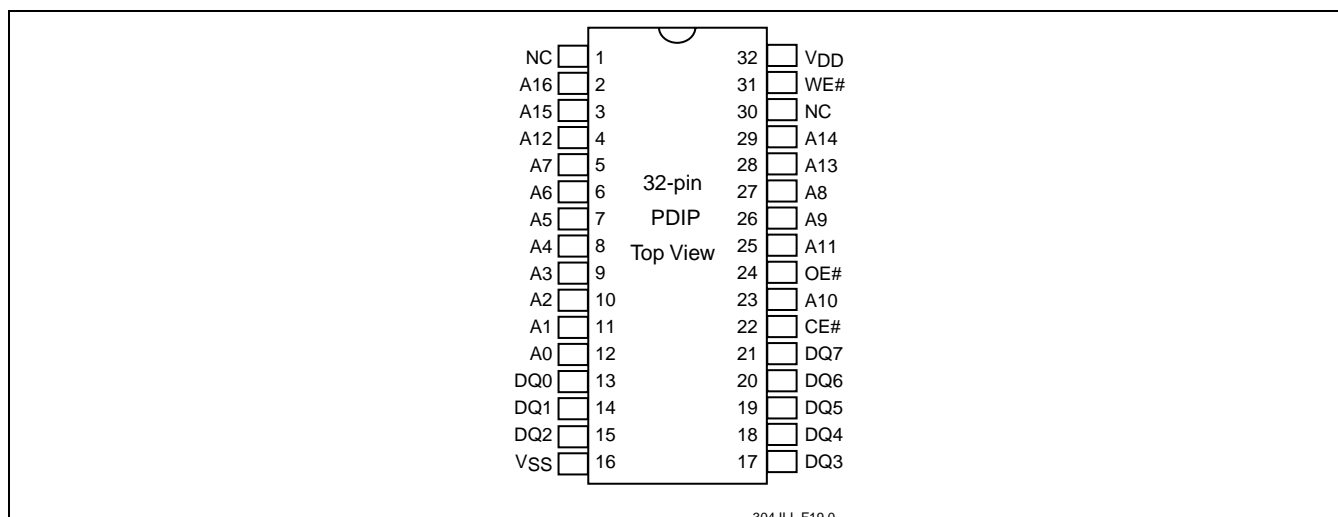 NC 1 32 VDD
A16 2 31 WE#
A15 3 30 NC
A12 4 29 A14
A7 5 28 A13
A6 6 32-pin 27 A8
A5 7 PDIP 26 A9
A4 8 Top View 25 A11
A3 9 24 OE#
A2 10 23 A10
A1 11 22 CE#
A0 12 21 DQ7
DQ0 13 20 DQ6
DQ1 14 19 DQ5
DQ2 15 18 DQ4
VSS 16 17 DQ3